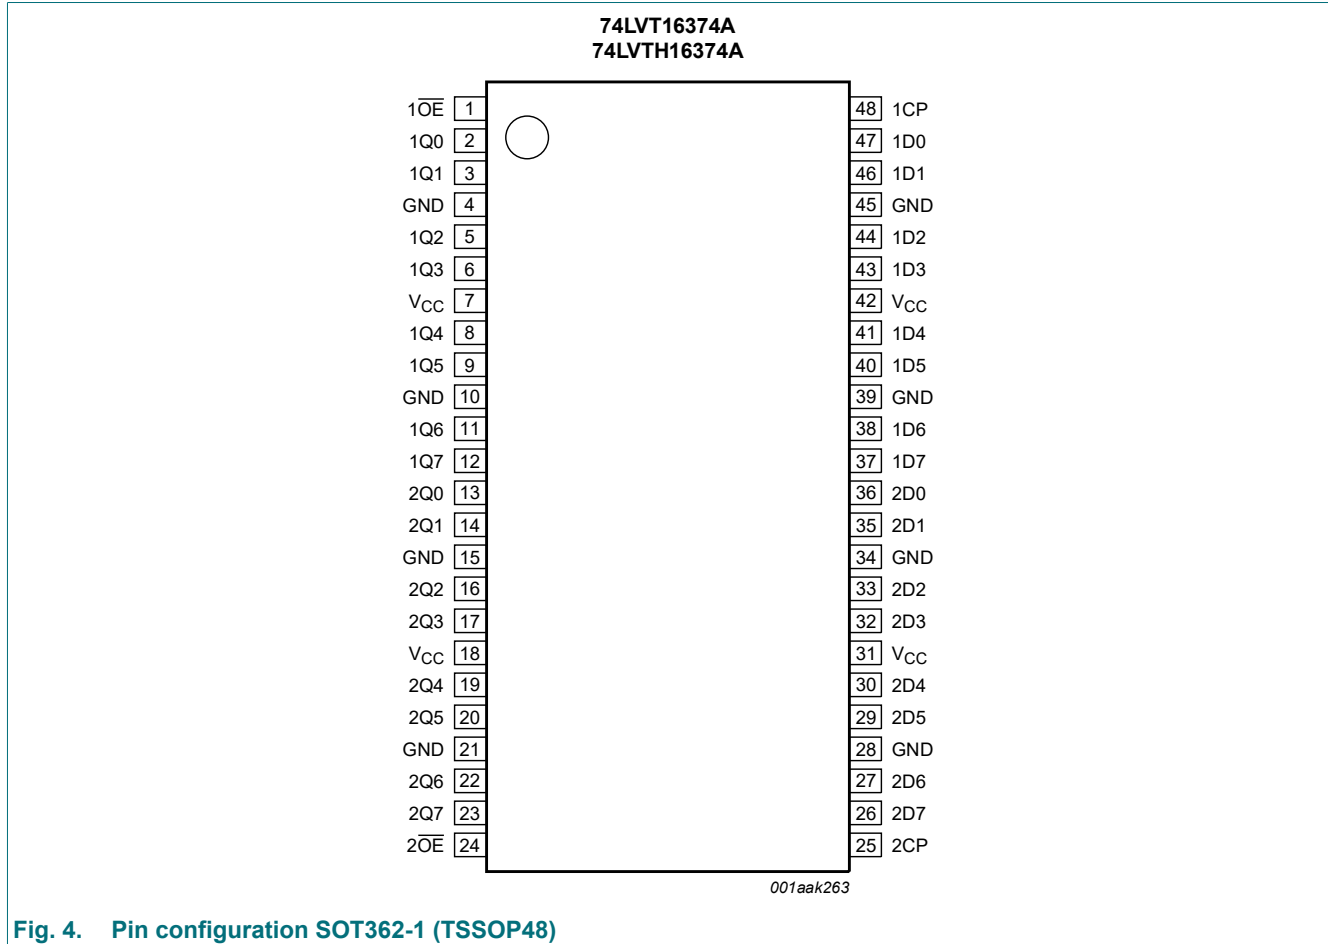 74LVT16374A
74LVTH16374A
1O̅E̅ 1 48 1CP
1Q0 2 47 1D0
1Q1 3 46 1D1
GND 4 45 GND
1Q2 5 44 1D2
1Q3 6 43 1D3
VCC 7 42 VCC
1Q4 8 41 1D4
1Q5 9 40 1D5
GND 10 39 GND
1Q6 11 38 1D6
1Q7 12 37 1D7
2Q0 13 36 2D0
2Q1 14 35 2D1
GND 15 34 GND
2Q2 16 33 2D2
2Q3 17 32 2D3
VCC 18 31 VCC
2Q4 19 30 2D4
2Q5 20 29 2D5
GND 21 28 GND
2Q6 22 27 2D6
2Q7 23 26 2D7
2O̅E̅ 24 25 2CP
001aak263
Fig. 4. Pin configuration SOT362-1 (TSSOP48)